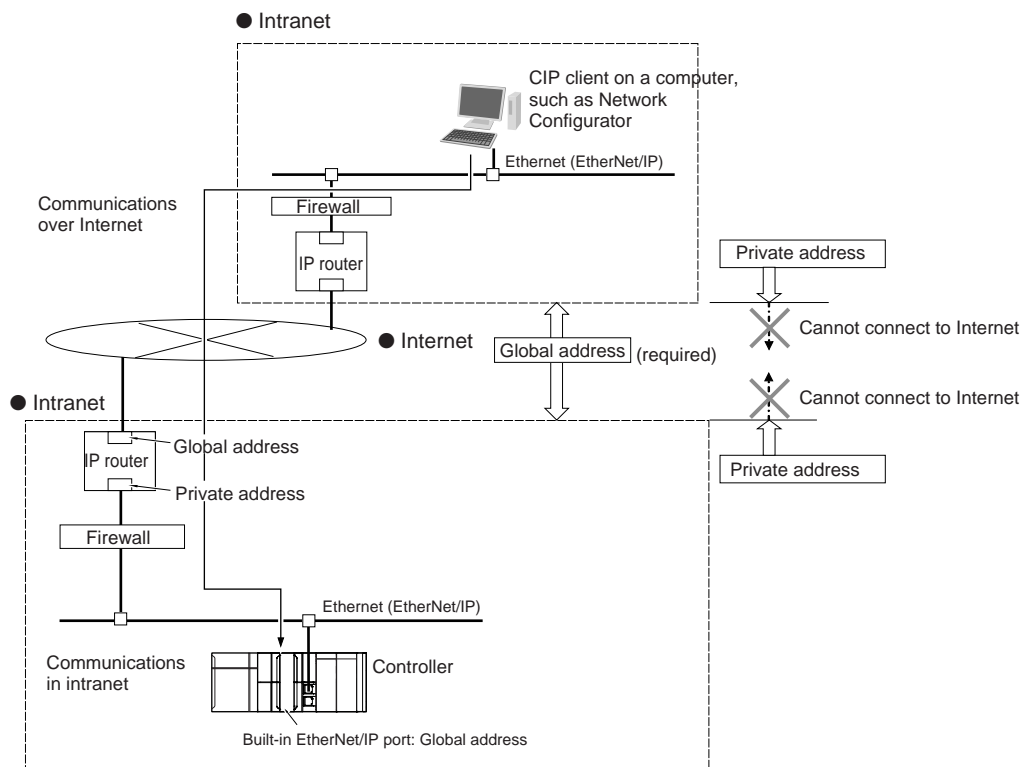 ● Intranet
CIP client on a computer,
such as Network
Configurator
Ethernet (EtherNet/IP)
Communications
over Internet
Firewall
IP router
Private address
Cannot connect to Internet
● Internet
Global address (required)
Cannot connect to Internet
● Intranet
Global address
IP router
Private address
Private address
Firewall
Ethernet (EtherNet/IP)
Communications
in intranet
Controller
Built-in EtherNet/IP port: Global address